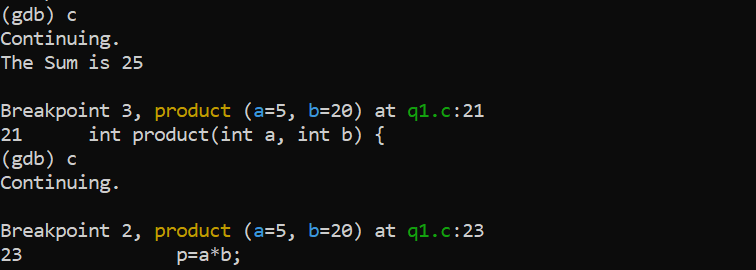 (gdb) c
Continuing.
The Sum is 25
Breakpoint 3, product (a=5, b=20) at q1.c:21
21      int product(int a, int b) {
(gdb) c
Continuing.
Breakpoint 2, product (a=5, b=20) at q1.c:23
23              p=a*b;